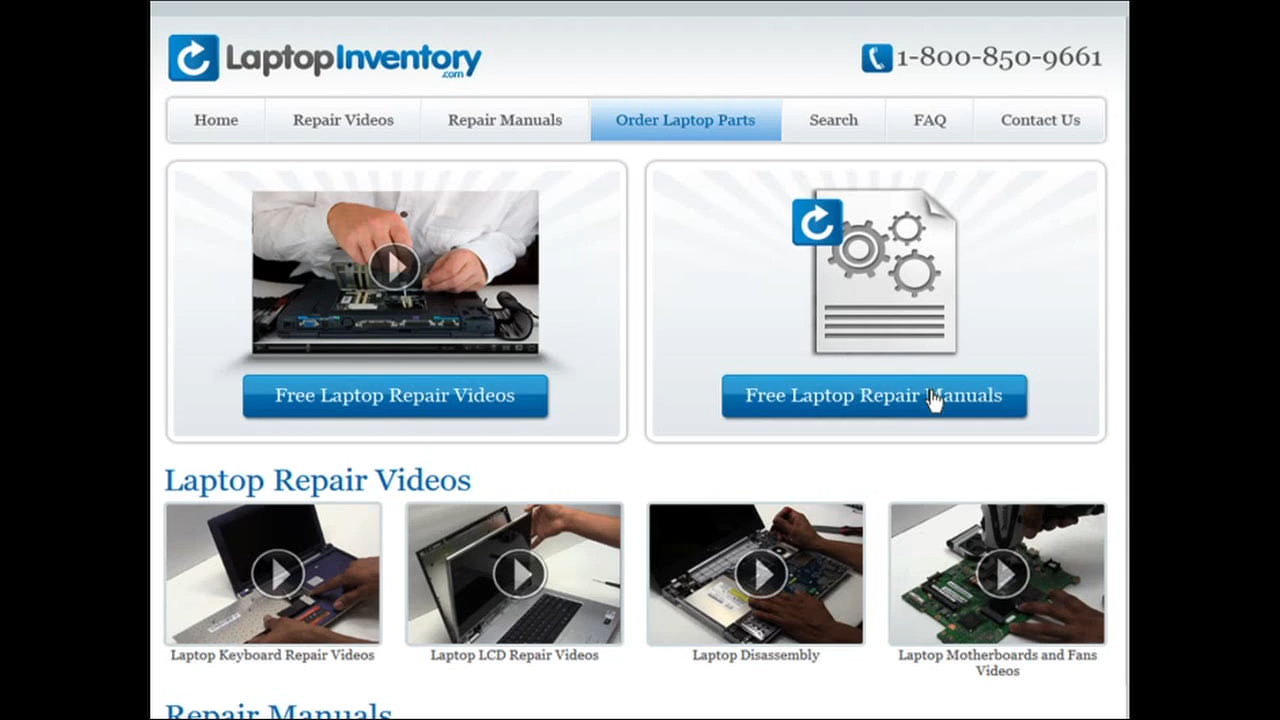 LaptopInventory
.com
1-800-850-9661
Home
Repair Videos
Repair Manuals
Order Laptop Parts
Search
FAQ
Contact Us
Free Laptop Repair Videos
Free Laptop Repair Manuals
Laptop Repair Videos
Laptop Keyboard Repair Videos
Laptop LCD Repair Videos
Laptop Disassembly
Laptop Motherboards and Fans
Videos
Repair Manuals